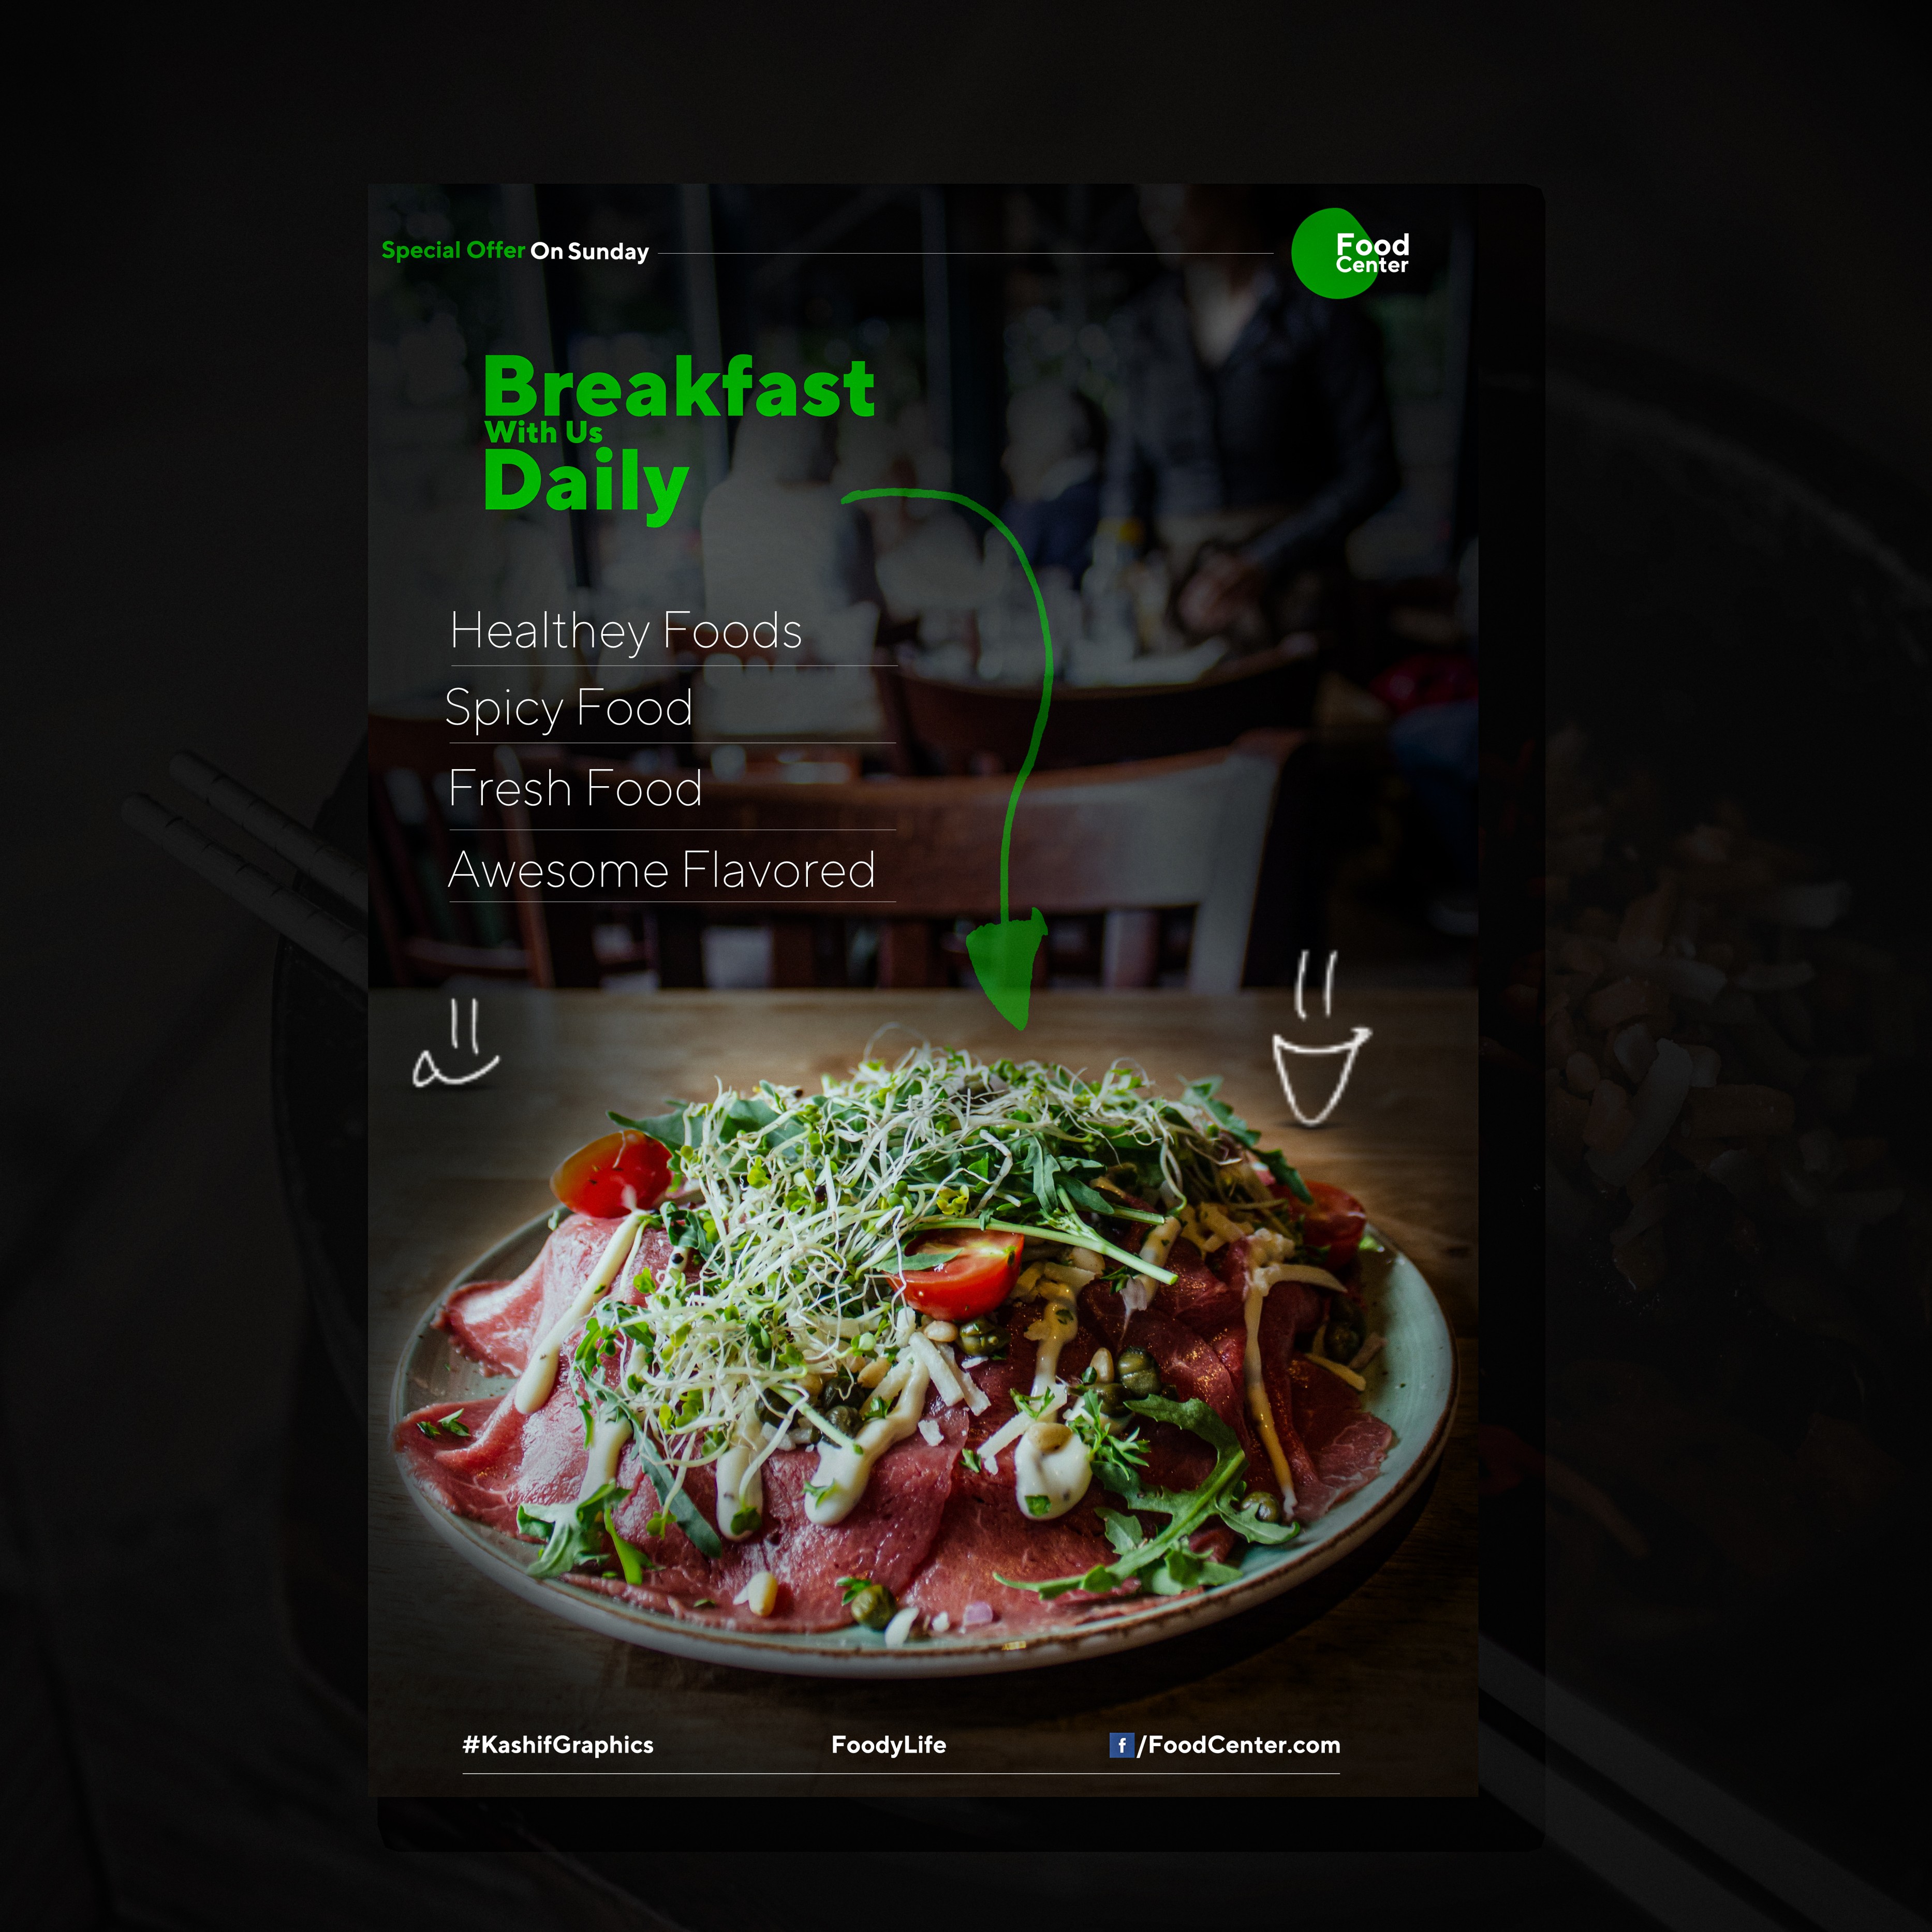 Special Offer On Sunday
Food
Center
Breakfast
With Us
Daily
Healthey Foods
Spicy Food
Fresh Food
Awesome Flavored
#KashifGraphics
FoodyLife
f/FoodCenter.com